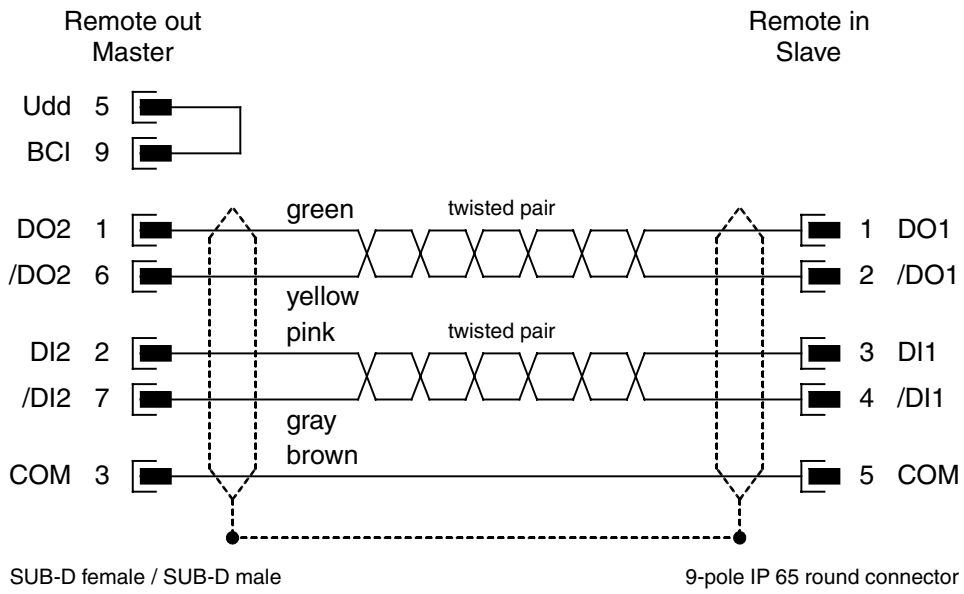 Remote out Remote in
Master Slave
Udd 5
BCI 9
green twisted pair
DO2 1 1 DO1
/DO2 6 2 /DO1
yellow
pink twisted pair
DI2 2 3 DI1
/DI2 7 4 /DI1
gray
brown
COM 3 5 COM
SUB-D female / SUB-D male 9-pole IP 65 round connector